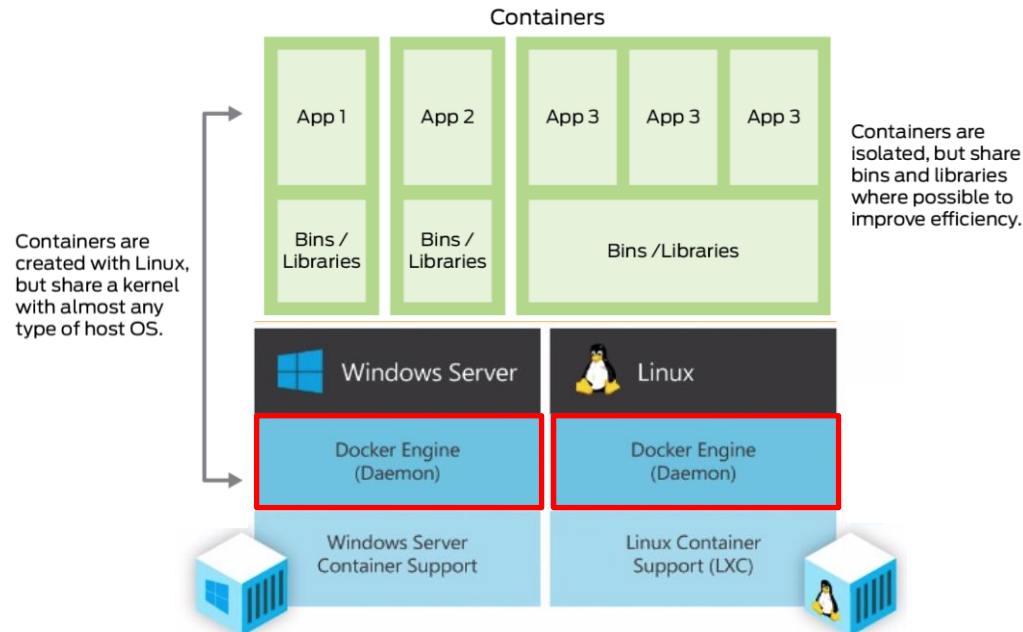 Containers
App 1
App 2
App 3
App 3
App 3
Bins /
Libraries
Bins /
Libraries
Bins /Libraries
Containers are
created with Linux,
but share a kernel
with almost any
type of host OS.
Containers are
isolated, but share
bins and libraries
where possible to
improve efficiency.
Windows Server
Linux
Docker Engine
(Daemon)
Docker Engine
(Daemon)
Windows Server
Container Support
Linux Container
Support (LXC)